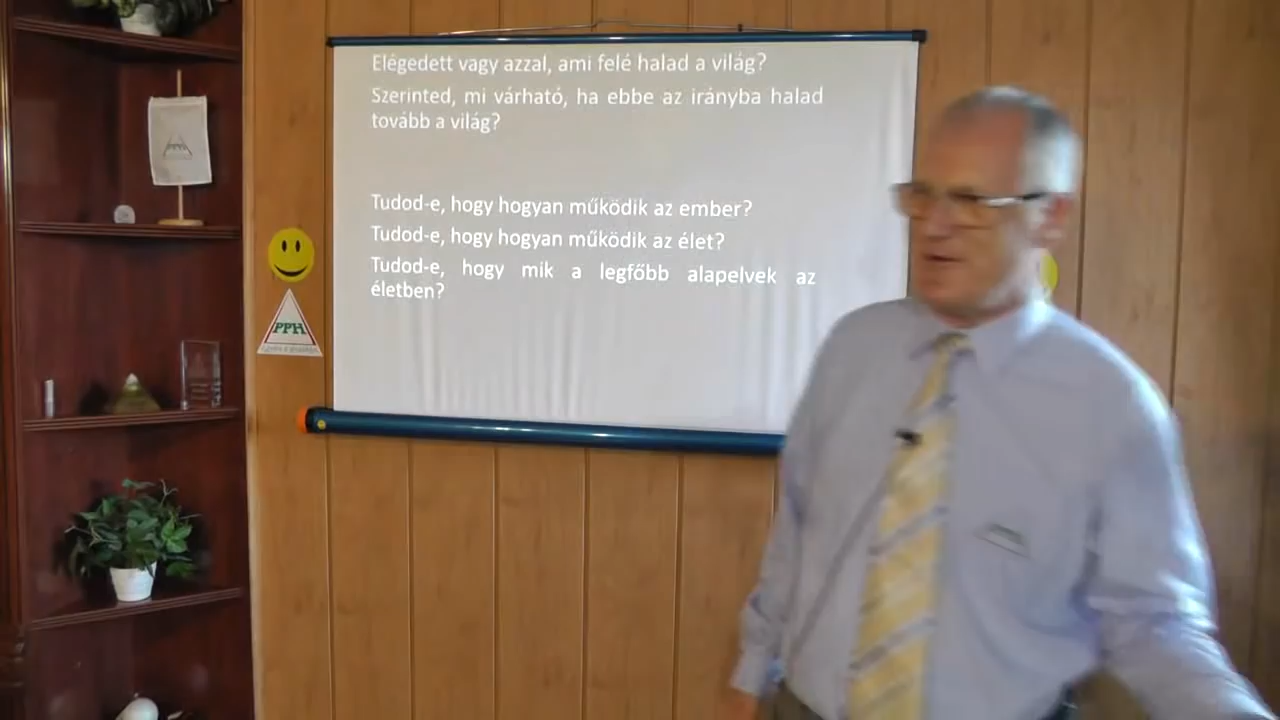 Elégedett vagy azzal, ami felé halad a világ?
Szerinted, mi várható, ha ebbe az irányba halad
tovább a világ?
Tudod-e, hogy hogyan működik az ember?
Tudod-e, hogy hogyan működik az élet?
Tudod-e, hogy mik a legfőbb alapelvek az
életben?
PPH
PPH